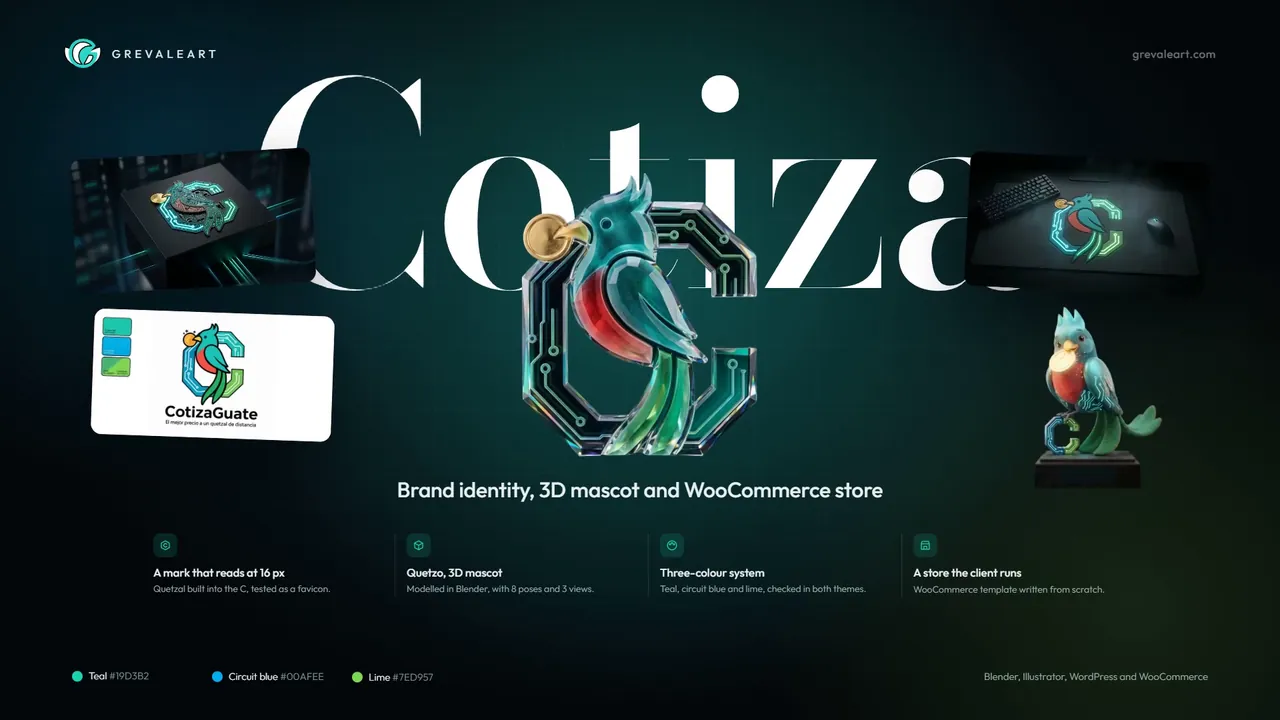 GREVALEART
grevaleart.com
Cotiza
CotizaGuate
El mejor precio a un quetzal de distancia
Brand identity, 3D mascot and WooCommerce store
A mark that reads at 16 px
Quetzal built into the C, tested as a favicon.
Quetzo, 3D mascot
Modelled in Blender, with 8 poses and 3 views.
Three-colour system
Teal, circuit blue and lime, checked in both themes.
A store the client runs
WooCommerce template written from scratch.
Teal #19D3B2
Circuit blue #00AFEE
Lime #7ED957
Blender, Illustrator, WordPress and WooCommerce